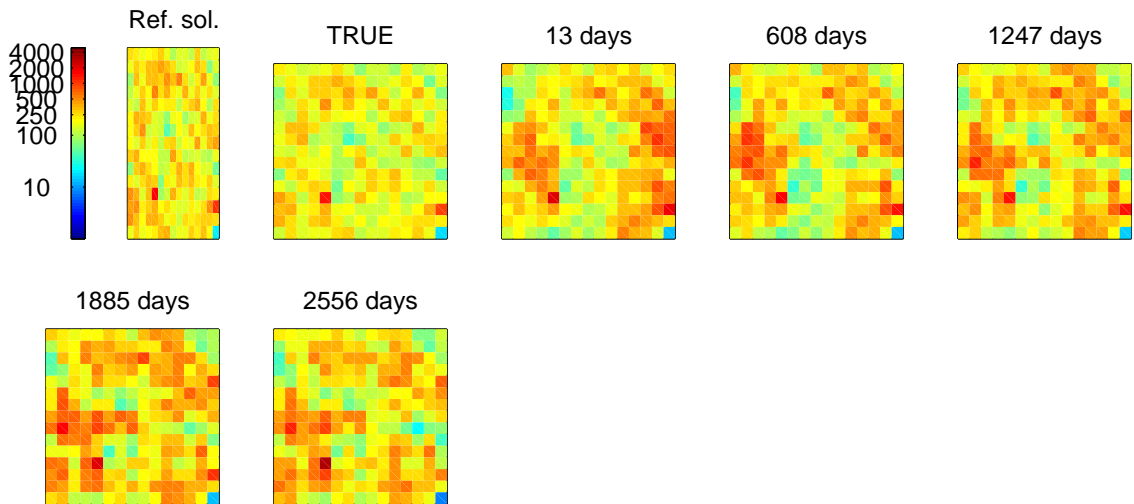 Ref. sol.
TRUE
13 days
608 days
1247 days
4000
2000
1000
500
250
100
10
1885 days
2556 days